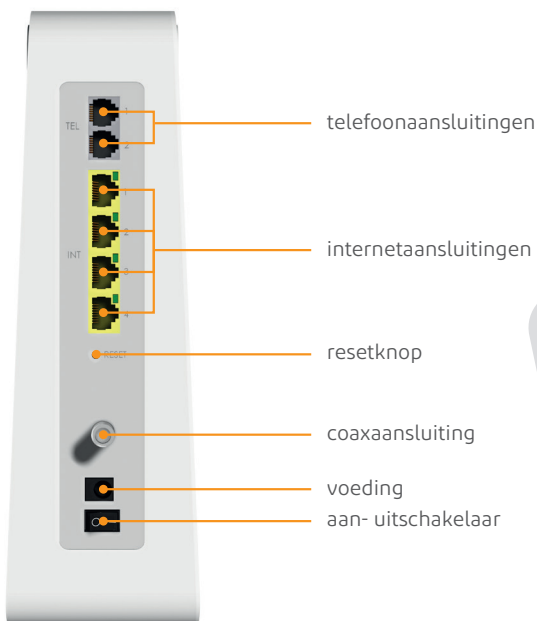 1
telefoonaansluitingen
TEL
2
1
2
internetaansluitingen
INT
3
4
RESET
resetknop
coaxaansluiting
voeding
aan- uitschakelaar